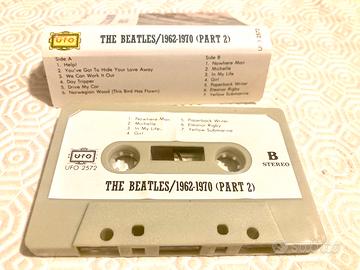 UFO
THE BEATLES/1962-1970 (PART 2)
Side A
1. Help!
2. You've Got To Hide Your Love Away
3. We Can Work It Out
4. Day Tripper
5. Drive My Car
6. Norwegian Wood (This Bird Has Flown)
Side B
1. Nowhere Man
2. Michelle
3. In My Life
4. Girl
5. Paperback Writer
6. Eleanor Rigby
7. Yellow Submarine
1. Nowhere Man
2. Michelle
3. In My Life
4. Girl
5. Paperback Writer
6. Eleanor Rigby
7. Yellow Submarine
UFO
UFO 2572
B
STEREO
THE BEATLES/1962-1970 (PART 2)